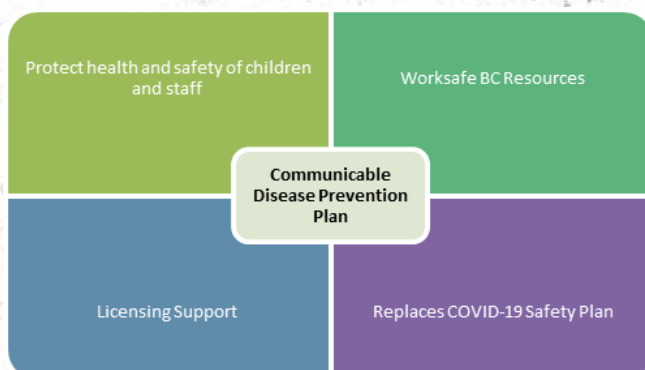 Protect health and safety of children
and staff
Worksafe BC Resources
Communicable
Disease Prevention
Plan
Licensing Support
Replaces COVID-19 Safety Plan